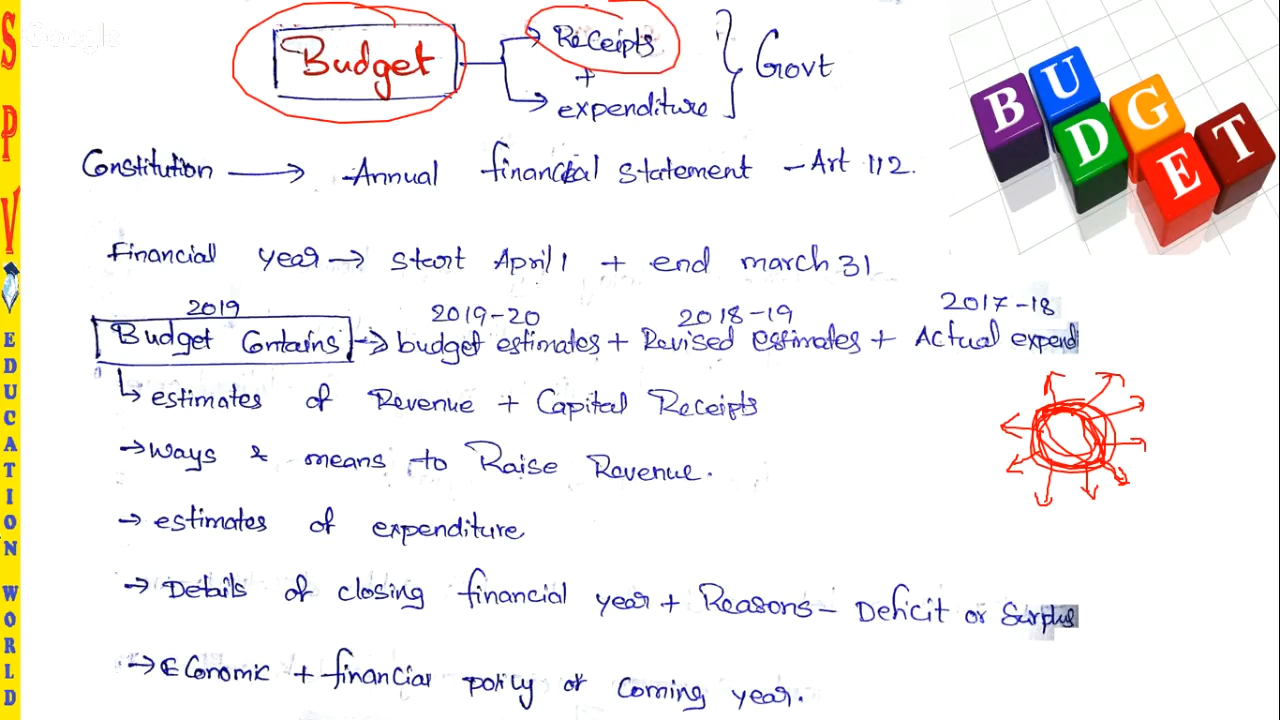 SPV EDUCATION WORLD
Google
Budget
Receipts
+
expenditure
Govt
BUDGET
Constitution → Annual financial statement - Art 112.
Financial year → start April 1 + end march 31
2019 2019-20 2018-19 2017-18
Budget Contains → budget estimates + Revised estimates + Actual expend
↳ estimates of Revenue + Capital Receipts
→ Ways & means to Raise Revenue.
→ estimates of expenditure
→ Details of closing financial year + Reasons - Deficit or Surplus
→ Economic + financial policy of Coming year.